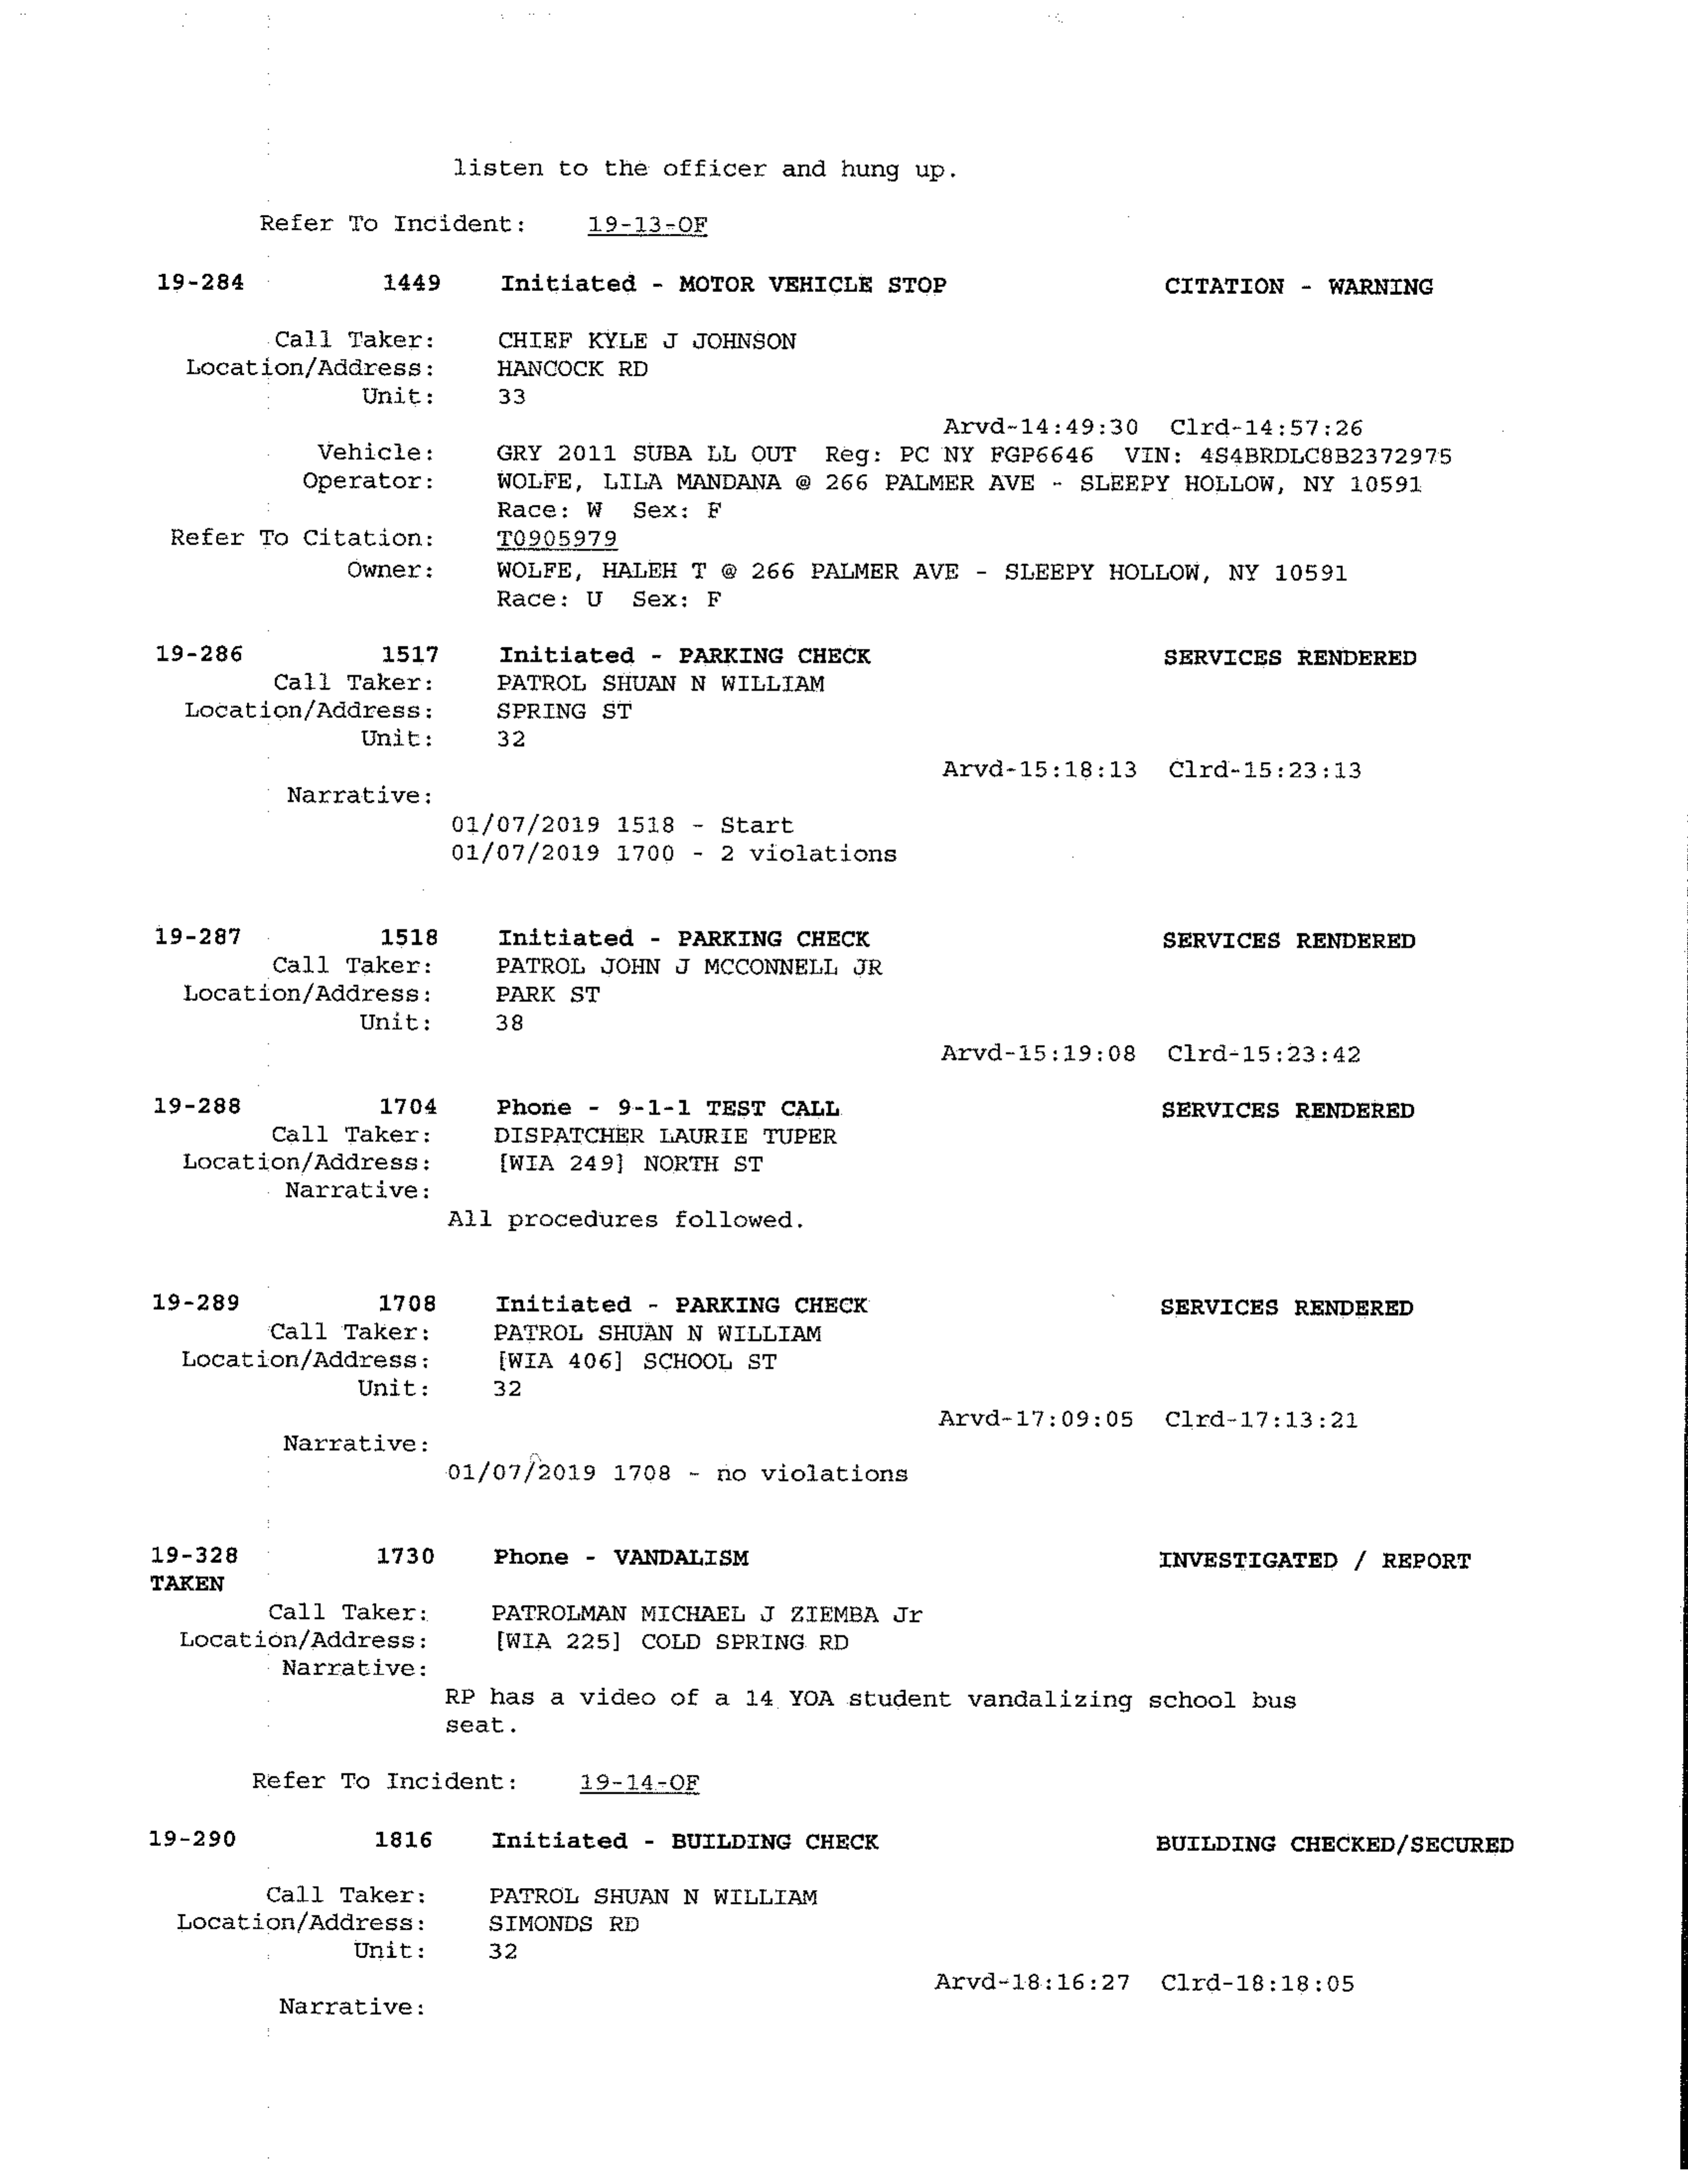 listen to the officer and hung up.
Refer To Incident: 19-13-OF
19-284 1449 Initiated - MOTOR VEHICLE STOP CITATION - WARNING
Call Taker: CHIEF KYLE J JOHNSON
Location/Address: HANCOCK RD
Unit: 33
Arvd-14:49:30 Clrd-14:57:26
Vehicle: GRY 2011 SUBA LL OUT Reg: PC NY FGP6646 VIN: 4S4BRDLC8B2372975
Operator: WOLFE, LILA MANDANA @ 266 PALMER AVE - SLEEPY HOLLOW, NY 10591
Race: W Sex: F
Refer To Citation: T0905979
Owner: WOLFE, HALEH T @ 266 PALMER AVE - SLEEPY HOLLOW, NY 10591
Race: U Sex: F
19-286 1517 Initiated - PARKING CHECK SERVICES RENDERED
Call Taker: PATROL SHUAN N WILLIAM
Location/Address: SPRING ST
Unit: 32
Arvd-15:18:13 Clrd-15:23:13
Narrative:
01/07/2019 1518 - Start
01/07/2019 1700 - 2 violations
19-287 1518 Initiated - PARKING CHECK SERVICES RENDERED
Call Taker: PATROL JOHN J MCCONNELL JR
Location/Address: PARK ST
Unit: 38
Arvd-15:19:08 Clrd-15:23:42
19-288 1704 Phone - 9-1-1 TEST CALL SERVICES RENDERED
Call Taker: DISPATCHER LAURIE TUPER
Location/Address: [WIA 249] NORTH ST
Narrative:
All procedures followed.
19-289 1708 Initiated - PARKING CHECK SERVICES RENDERED
Call Taker: PATROL SHUAN N WILLIAM
Location/Address: [WIA 406] SCHOOL ST
Unit: 32
Arvd-17:09:05 Clrd-17:13:21
Narrative:
01/07/2019 1708 - no violations
19-328 1730 Phone - VANDALISM INVESTIGATED / REPORT
TAKEN
Call Taker: PATROLMAN MICHAEL J ZIEMBA Jr
Location/Address: [WIA 225] COLD SPRING RD
Narrative:
RP has a video of a 14 YOA student vandalizing school bus
seat.
Refer To Incident: 19-14-OF
19-290 1816 Initiated - BUILDING CHECK BUILDING CHECKED/SECURED
Call Taker: PATROL SHUAN N WILLIAM
Location/Address: SIMONDS RD
Unit: 32
Arvd-18:16:27 Clrd-18:18:05
Narrative: